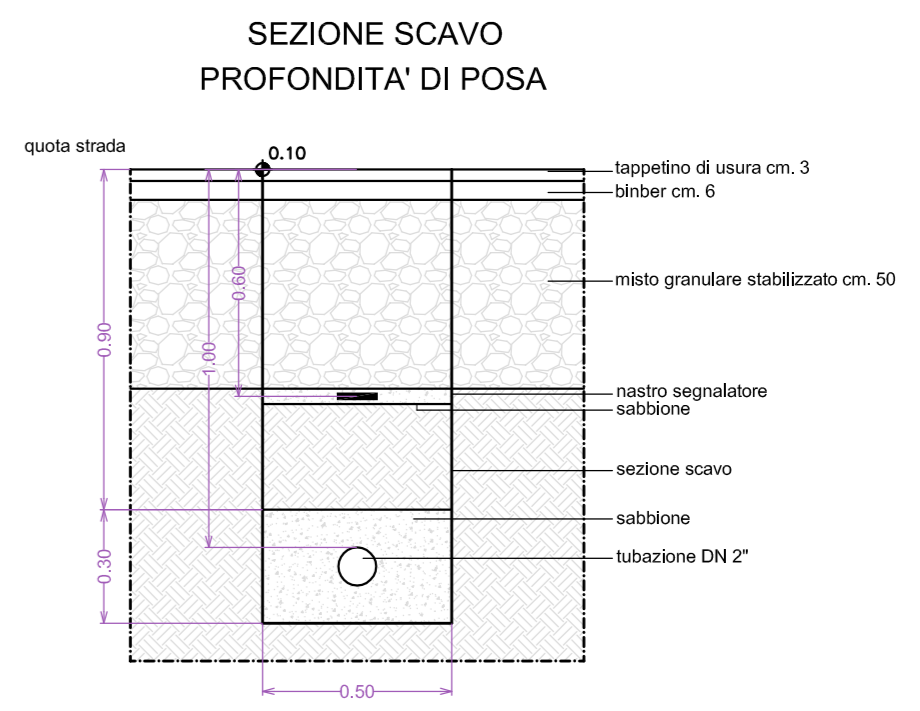 SEZIONE SCAVO
PROFONDITA' DI POSA
quota strada
0.10
tappetino di usura cm. 3
binber cm. 6
misto granulare stabilizzato cm. 50
0.60
0.90
1.00
nastro segnalatore
sabbione
sezione scavo
sabbione
tubazione DN 2"
0.30
0.50